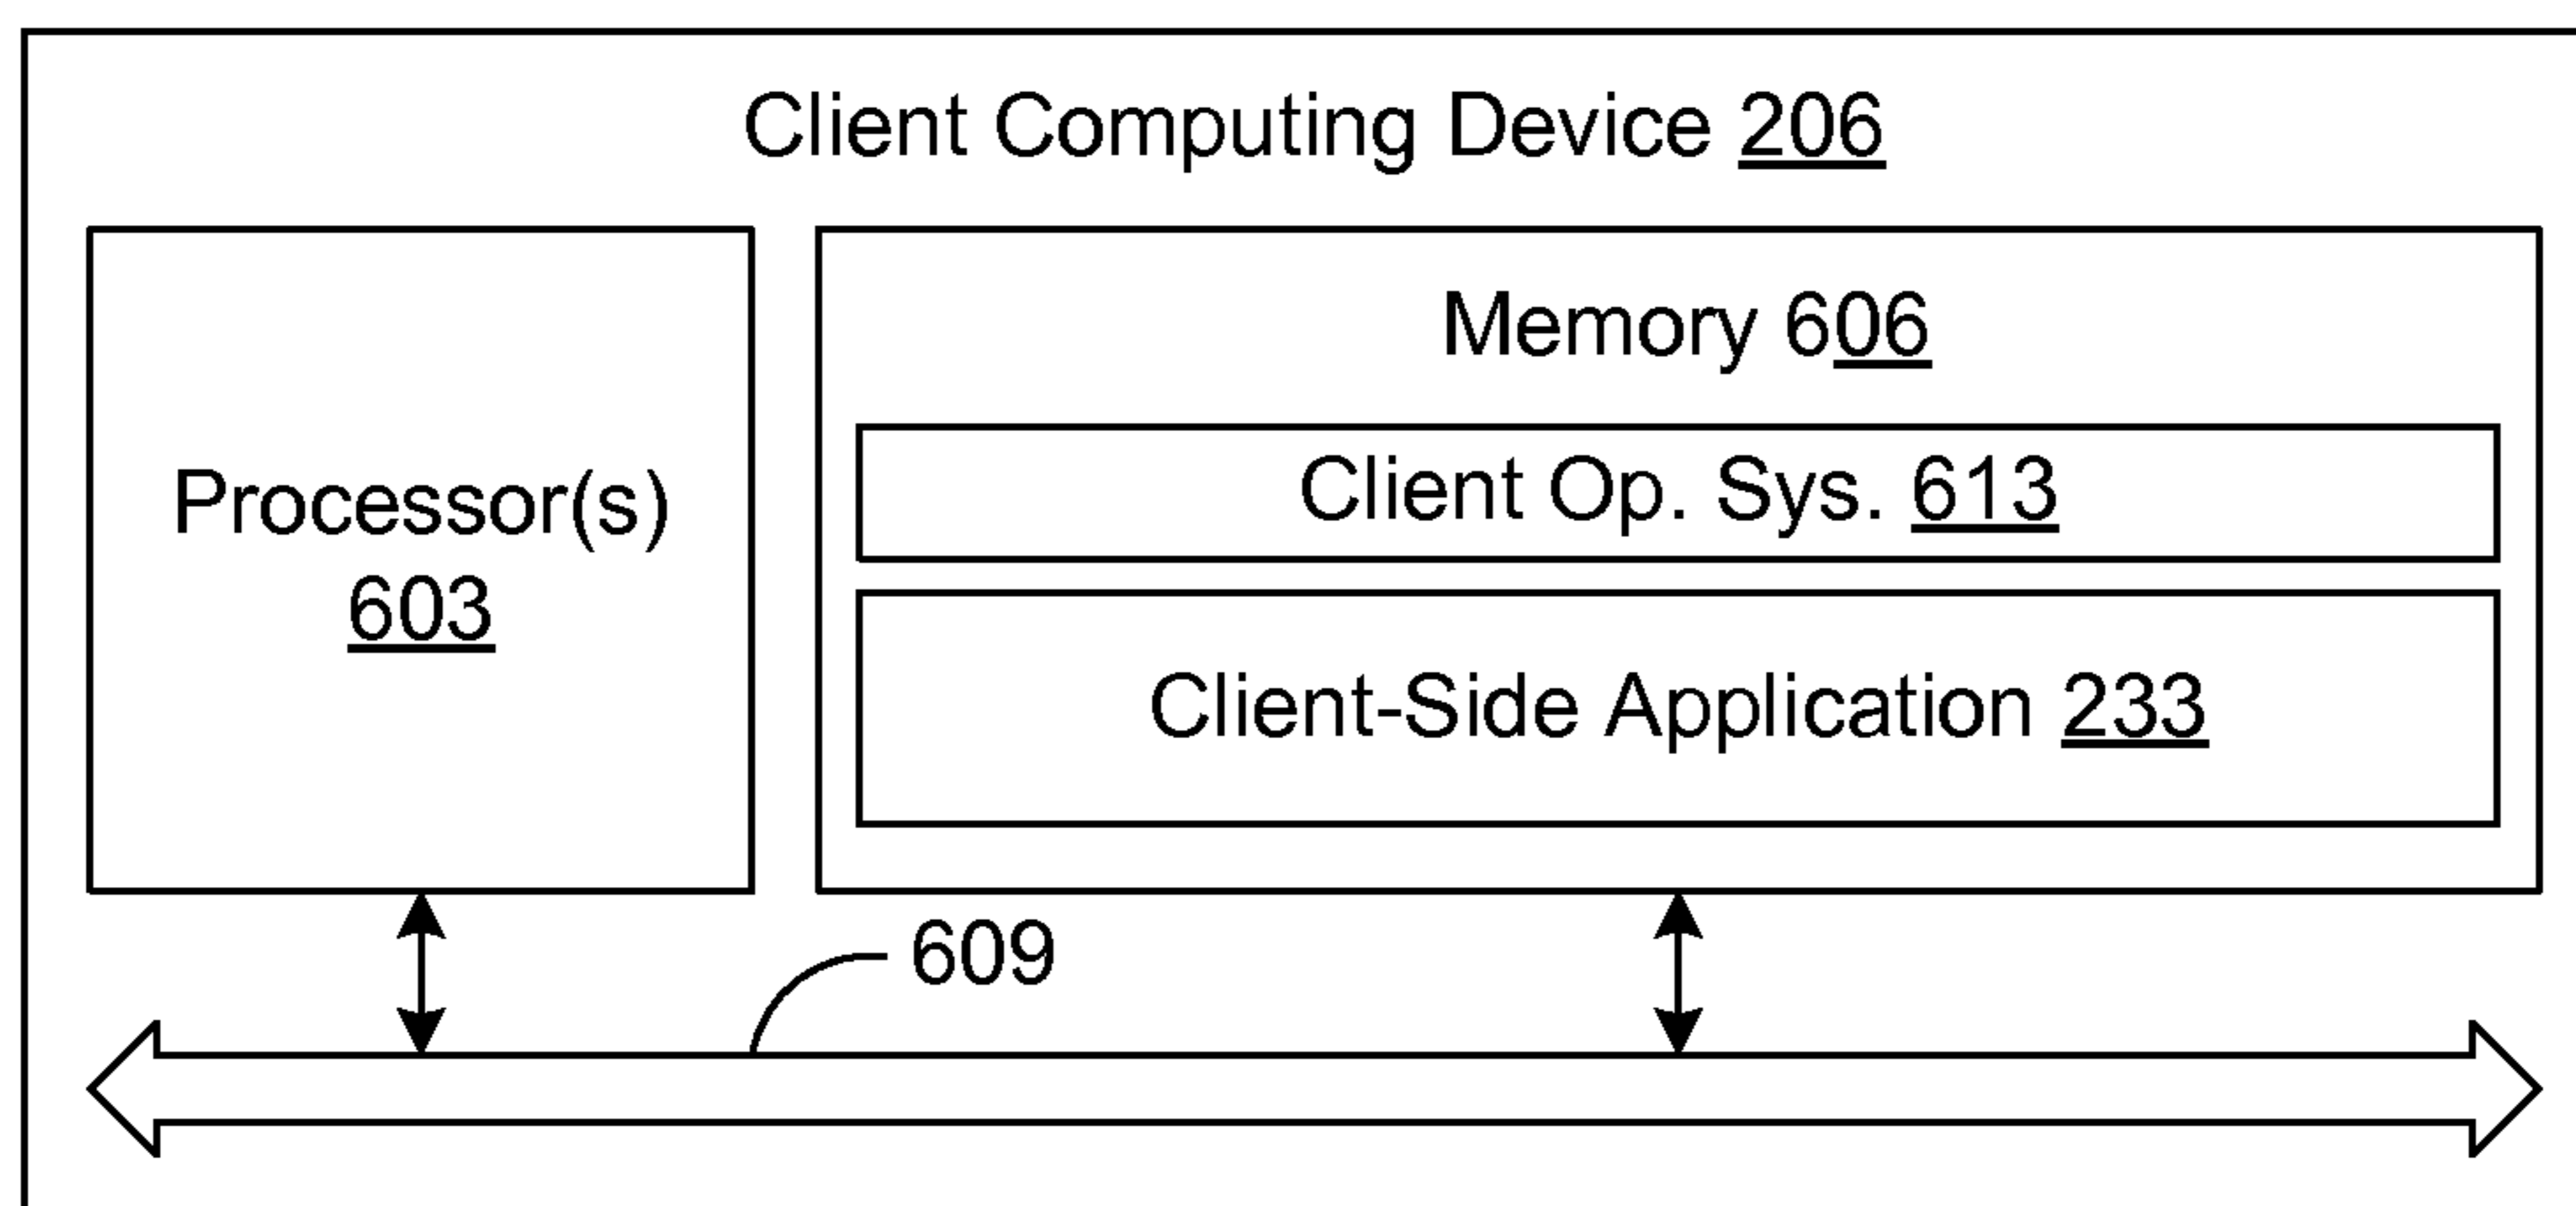 Client Computing Device 206
Memory 606
Processor(s)
603
Client Op. Sys. 613
Client-Side Application 233
609